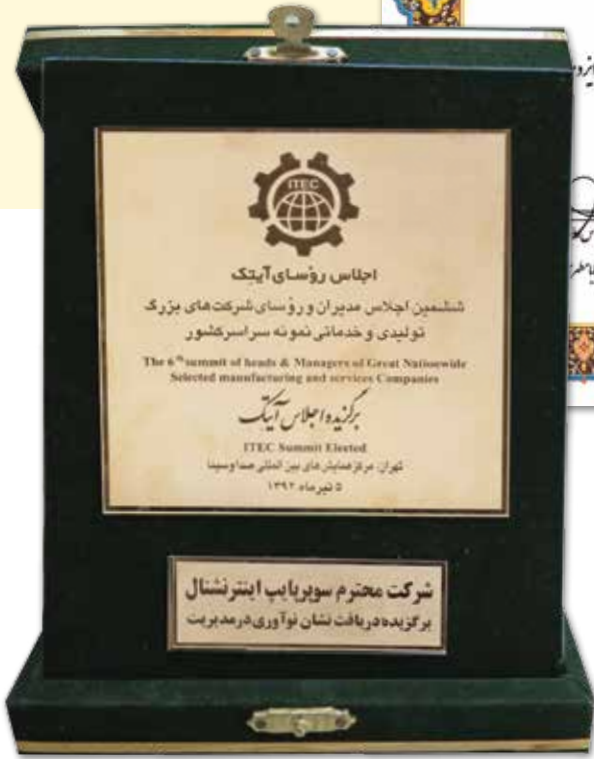 ITEC
اجلاس رؤسای آیتک
ششمین اجلاس مدیران و رؤسای شرکت‌های بزرگ
تولیدی و خدماتی نمونه سراسر کشور
The 6th summit of heads & Managers of Great Nationwide
Selected manufacturing and services Companies
برگزیده اجلاس آیتک
ITEC Summit Elected
تهران، مرکز همایش های بین المللی صدا و سیما
۵ تیرماه ۱۳۹۲
شرکت محترم سوپرپایپ اینترنشنال
برگزیده دریافت نشان نوآوری در مدیریت